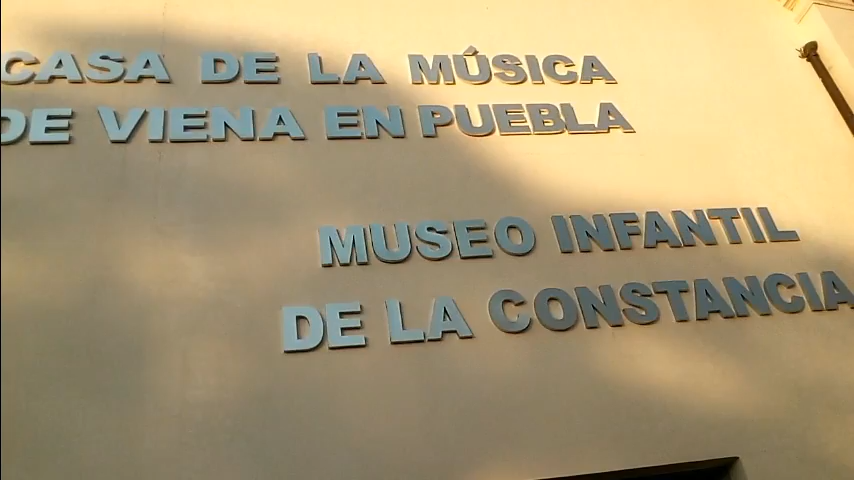 CASA DE LA MÚSICA
DE VIENA EN PUEBLA
MUSEO INFANTIL
DE LA CONSTANCIA